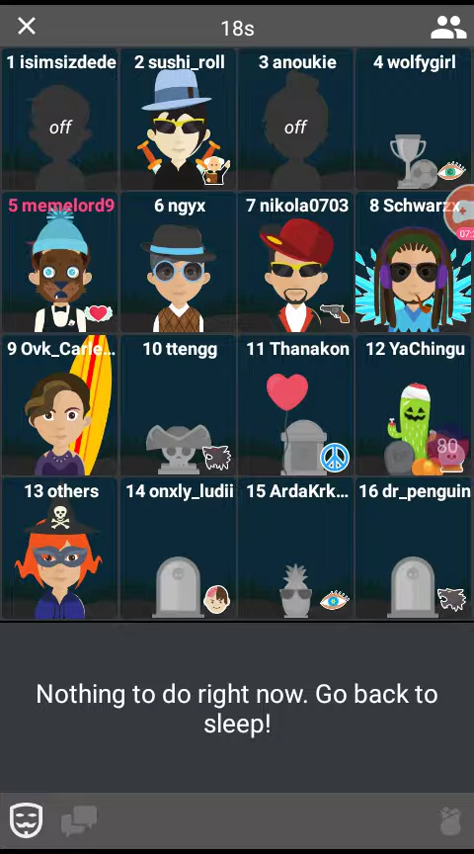 18s
1 isimsizdede
2 sushi_roll
3 anoukie
4 wolfygirl
off
off
5 memelord9
6 ngyx
7 nikola0703
8 Schwarzx
07:
9 Ovk_Carle...
10 ttengg
11 Thanakon
12 YaChingu
80
13 others
14 onxly_ludii
15 ArdaKrk...
16 dr_penguin
Nothing to do right now. Go back to
sleep!